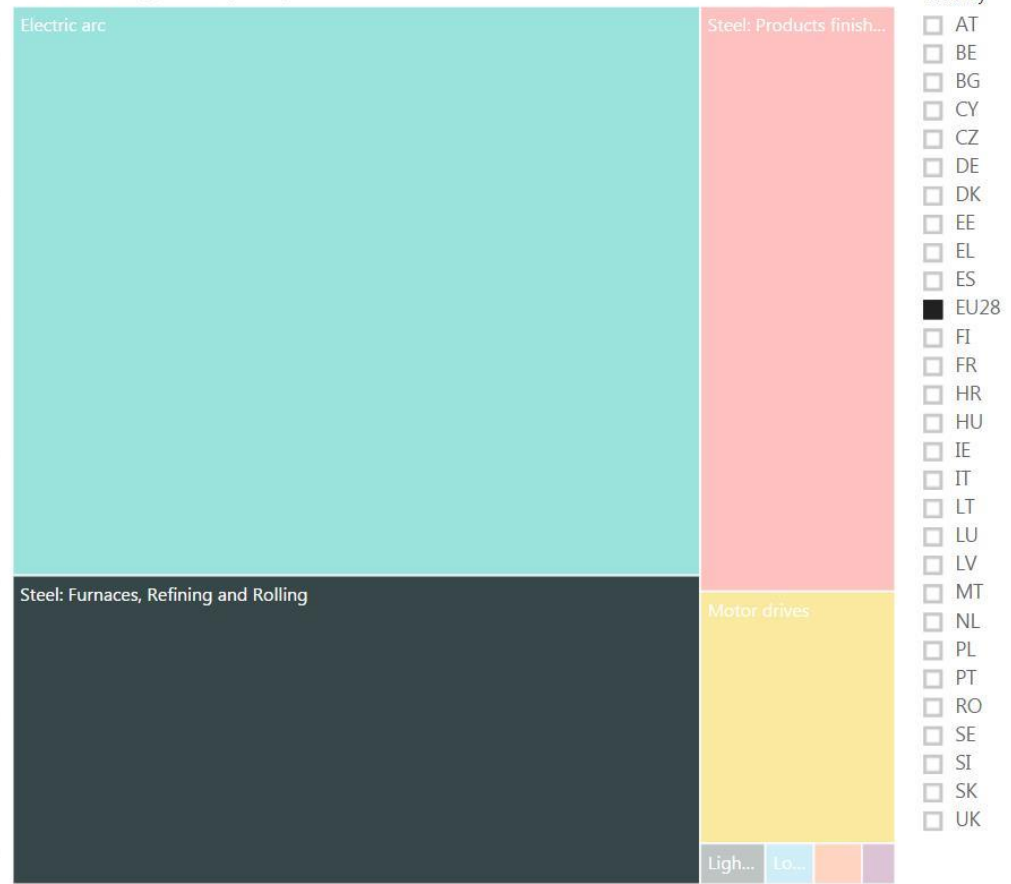 Electric arc
Steel: Products finish...
Steel: Furnaces, Refining and Rolling
Motor drives
Ligh...
Lo...
AT
BE
BG
CY
CZ
DE
DK
EE
EL
ES
EU28
FI
FR
HR
HU
IE
IT
LT
LU
LV
MT
NL
PL
PT
RO
SE
SI
SK
UK